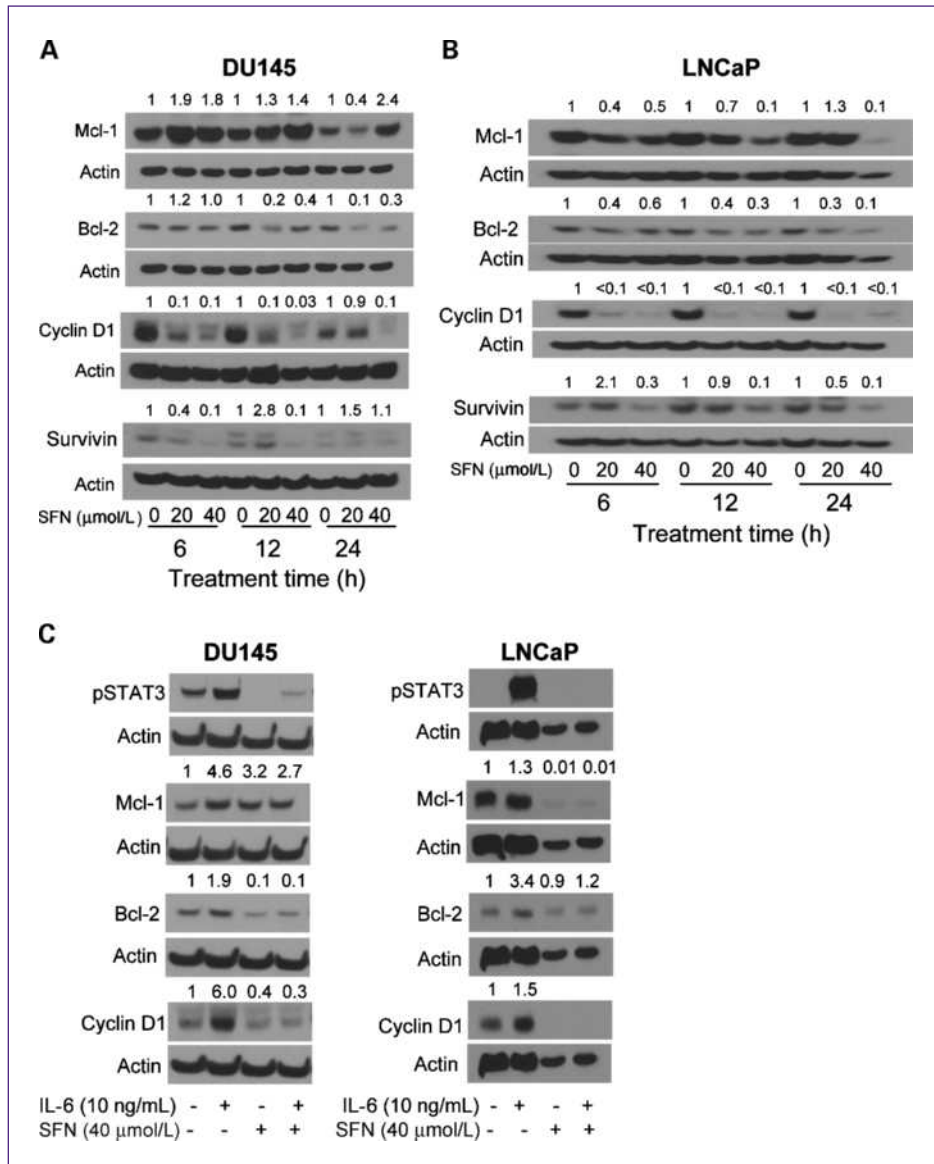 A
DU145
1 1.9 1.8 1 1.3 1.4 1 0.4 2.4
Mcl-1
Actin
1 1.2 1.0 1 0.2 0.4 1 0.1 0.3
Bcl-2
Actin
1 0.1 0.1 1 0.1 0.03 1 0.9 0.1
Cyclin D1
Actin
1 0.4 0.1 1 2.8 0.1 1 1.5 1.1
Survivin
Actin
SFN (μmol/L) 0 20 40 0 20 40 0 20 40
6 12 24
Treatment time (h)
B
LNCaP
1 0.4 0.5 1 0.7 0.1 1 1.3 0.1
Mcl-1
Actin
1 0.4 0.6 1 0.4 0.3 1 0.3 0.1
Bcl-2
Actin
1 <0.1 <0.1 1 <0.1 <0.1 1 <0.1 <0.1
Cyclin D1
Actin
1 2.1 0.3 1 0.9 0.1 1 0.5 0.1
Survivin
Actin
SFN (μmol/L) 0 20 40 0 20 40 0 20 40
6 12 24
Treatment time (h)
C
DU145
pSTAT3
Actin
1 4.6 3.2 2.7
Mcl-1
Actin
1 1.9 0.1 0.1
Bcl-2
Actin
1 6.0 0.4 0.3
Cyclin D1
Actin
IL-6 (10 ng/mL) - + - +
SFN (40 μmol/L) - - + +
LNCaP
pSTAT3
Actin
1 1.3 0.01 0.01
Mcl-1
Actin
1 3.4 0.9 1.2
Bcl-2
Actin
1 1.5
Cyclin D1
Actin
IL-6 (10 ng/mL) - + - +
SFN (40 μmol/L) - - + +